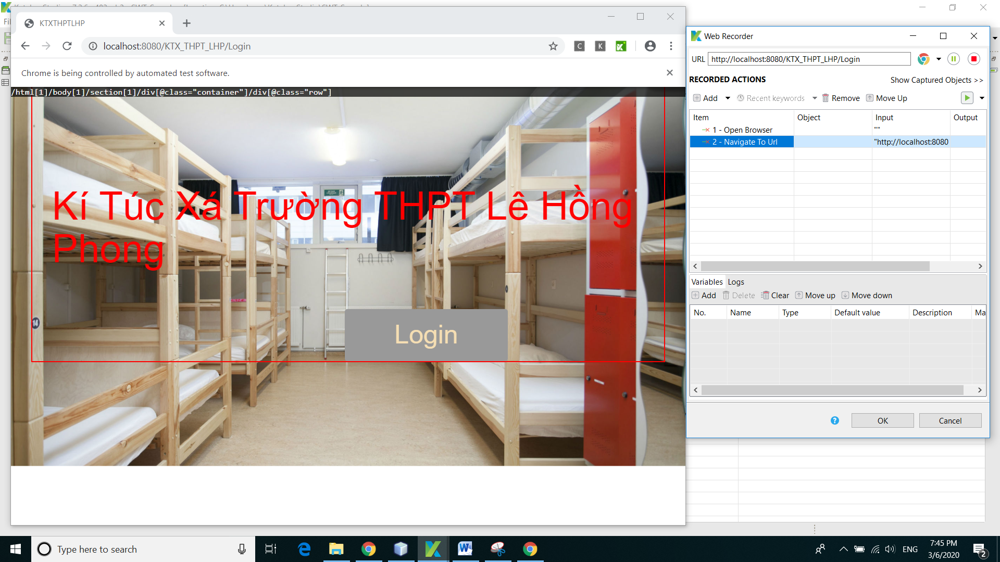 KTXTHPTLHP
localhost:8080/KTX_THPT_LHP/Login
C
K
Chrome is being controlled by automated test software.
/html[1]/body[1]/section[1]/div[@class="container"]/div[@class="row"]
Kí Túc Xá Trường THPT Lê Hồng
Phong
14
Login
Web Recorder
URL
http://localhost:8080/KTX_THPT_LHP/Login
RECORDED ACTIONS
Show Captured Objects >>
Add
Recent keywords
Remove
Move Up
Item Object Input Output
1 - Open Browser ""
2 - Navigate To Url "http://localhost:8080
Variables Logs
Add Delete Clear Move up Move down
No. Name Type Default value Description Ma
OK
Cancel
Type here to search
ENG
7:45 PM
3/6/2020
2